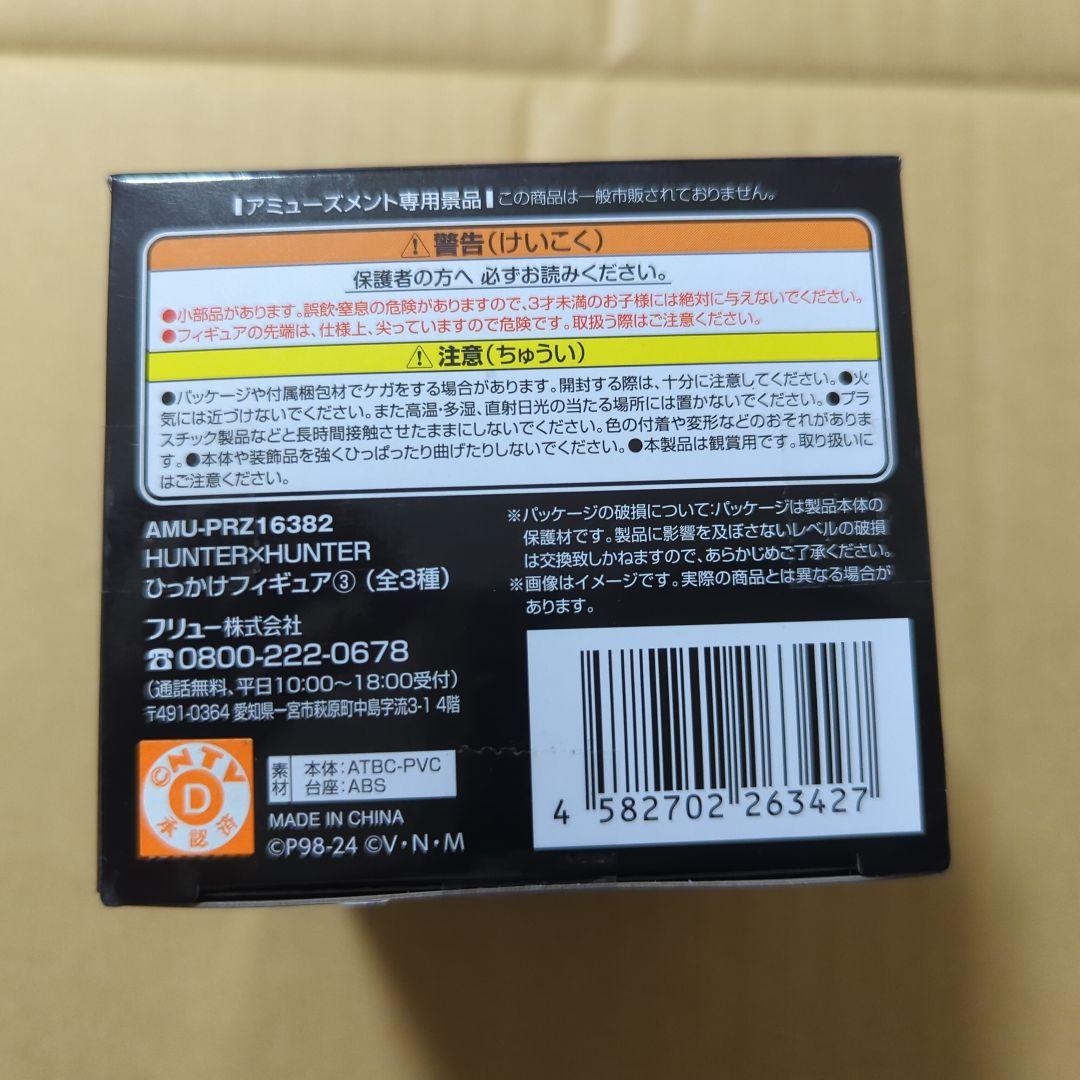 アミューズメント専用景品 この商品は一般市販されておりません。
警告(けいこく)
保護者の方へ 必ずお読みください。
●小部品があります。誤飲・窒息の危険がありますので、3才未満のお子様には絶対に与えないでください。
●フィギュアの先端は、仕様上、尖っていますので危険です。取扱う際はご注意ください。
注意(ちゅうい)
●パッケージや付属梱包材でケガをする場合があります。開封する際は、十分に注意してください。●火
気には近づけないでください。また高温・多湿、直射日光の当たる場所には置かないでください。●プラ
スチック製品などと長時間接触させたままにしないでください。色の付着や変形などのおそれがありま
す。●本体や装飾品を強くひっぱったり曲げたりしないでください。●本製品は観賞用です。取り扱いに
はご注意ください。
AMU-PRZ16382
HUNTER×HUNTER
ひっかけフィギュア③(全3種)
フリュー株式会社
☎0800-222-0678
(通話無料、平日10:00〜18:00受付)
〒491-0364 愛知県一宮市萩原町中島字流3-1 4階
※パッケージの破損について:パッケージは製品本体の
保護材です。製品に影響を及ぼさないレベルの破損
は交換致しかねますので、あらかじめご了承ください。
※画像はイメージです。実際の商品とは異なる場合が
あります。
©NTV
D
承認済
素材
本体:ATBC-PVC
台座:ABS
MADE IN CHINA
©P98-24 ©V・N・M
4 582702 263427